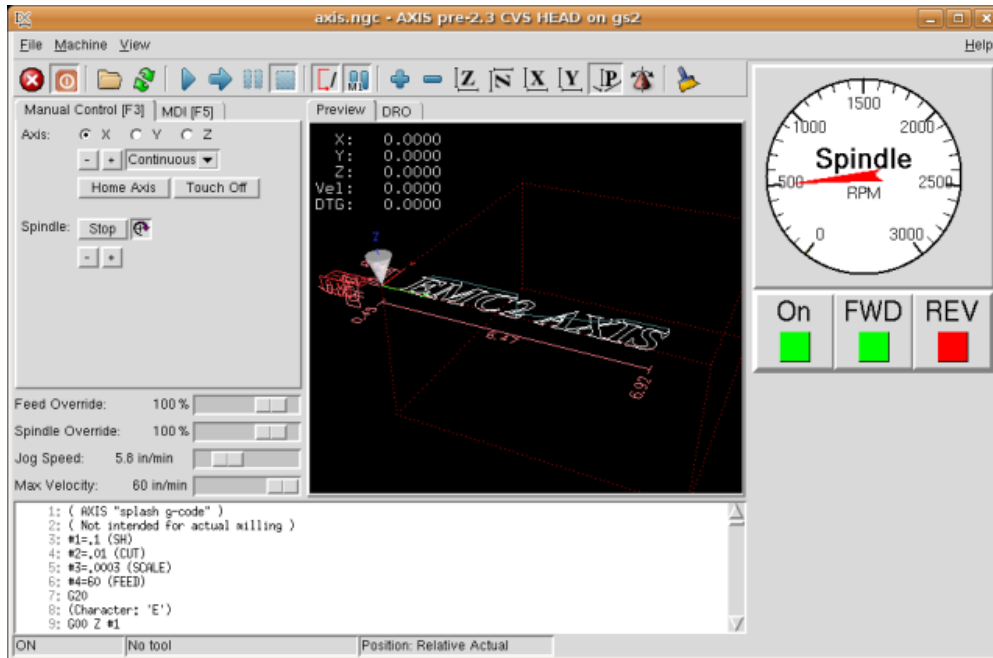 axis.ngc - AXIS pre-2.3 CVS HEAD on gs2
File Machine View Help
Z N X Y P
Manual Control [F3] MDI [F5]
Axis: X Y Z
- + Continuous
Home Axis Touch Off
Spindle: Stop
- +
Feed Override: 100 %
Spindle Override: 100 %
Jog Speed: 5.8 in/min
Max Velocity: 60 in/min
Preview DRO
X: 0.0000
Y: 0.0000
Z: 0.0000
Vel: 0.0000
DTG: 0.0000
Z
EMC2 AXIS
0.45
6.47
6.92
0 500 1000 1500 2000 2500 3000
Spindle
RPM
On FWD REV
1: ( AXIS "splash g-code" )
2: ( Not intended for actual milling )
3: #1=.1 (SH)
4: #2=.01 (CUT)
5: #3=.0003 (SCALE)
6: #4=60 (FEED)
7: G20
8: (Character: 'E')
9: G00 Z #1
ON No tool Position: Relative Actual